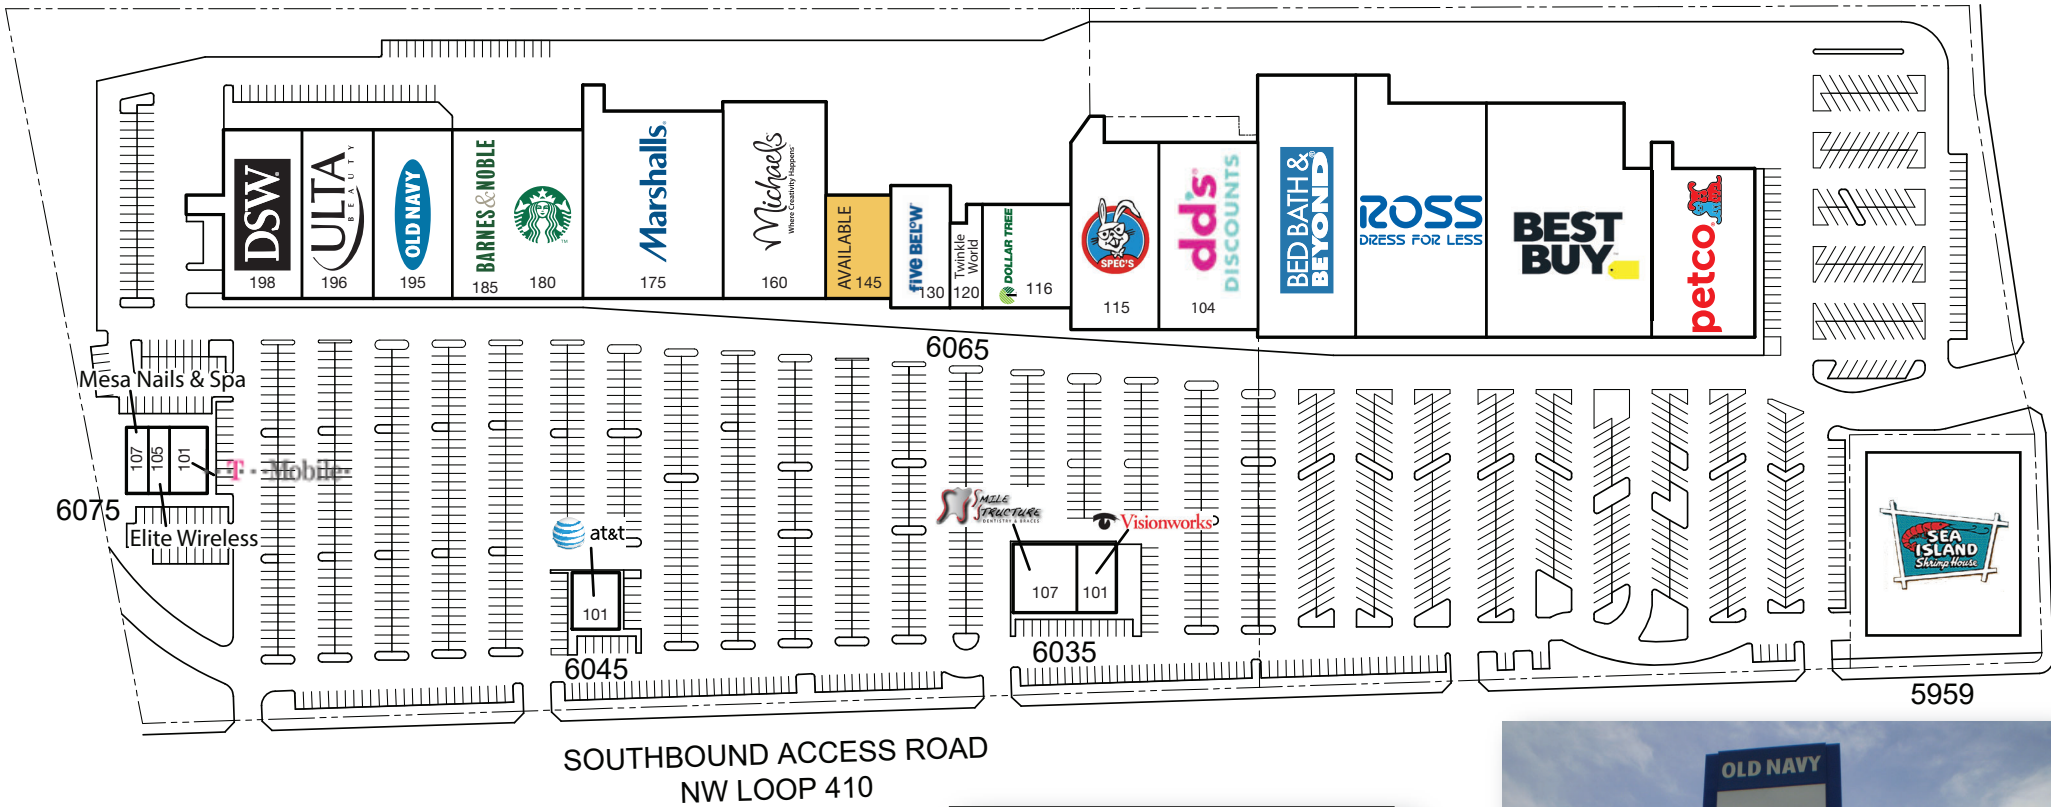 DSW
198
ULTA
BEAUTY
196
OLD NAVY
195
BARNES & NOBLE
185
180
Marshalls.
175
Michaels
Where Creativity Happens
160
AVAILABLE
145
five BEL°W
130
Twinkle
World
120
DOLLAR TREE
116
SPEC'S
115
dd's
DISCOUNTS
104
BED BATH &
BEYOND
ROSS
DRESS FOR LESS
BEST
BUY
petco
6065
Mesa Nails & Spa
107
105
101
T··Mobile·
6075
Elite Wireless
at&t
101
6045
SMILE
STRUCTURE
DENTISTRY & BRACES
Visionworks
107
101
6035
SEA
ISLAND
Shrimp House
5959
SOUTHBOUND ACCESS ROAD
NW LOOP 410
OLD NAVY